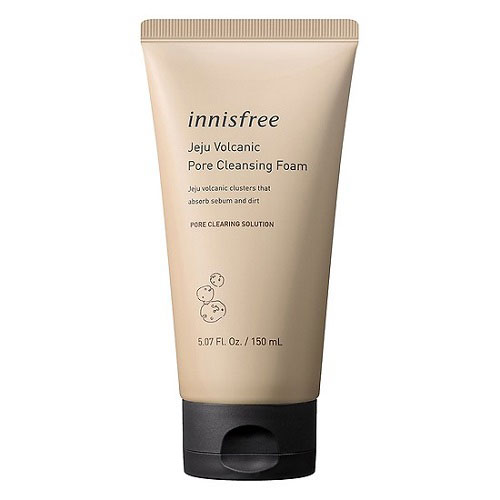 innisfree
Jeju Volcanic
Pore Cleansing Foam
Jeju volcanic clusters that
absorb sebum and dirt
PORE CLEARING SOLUTION
5.07 Fl. Oz. / 150 mL